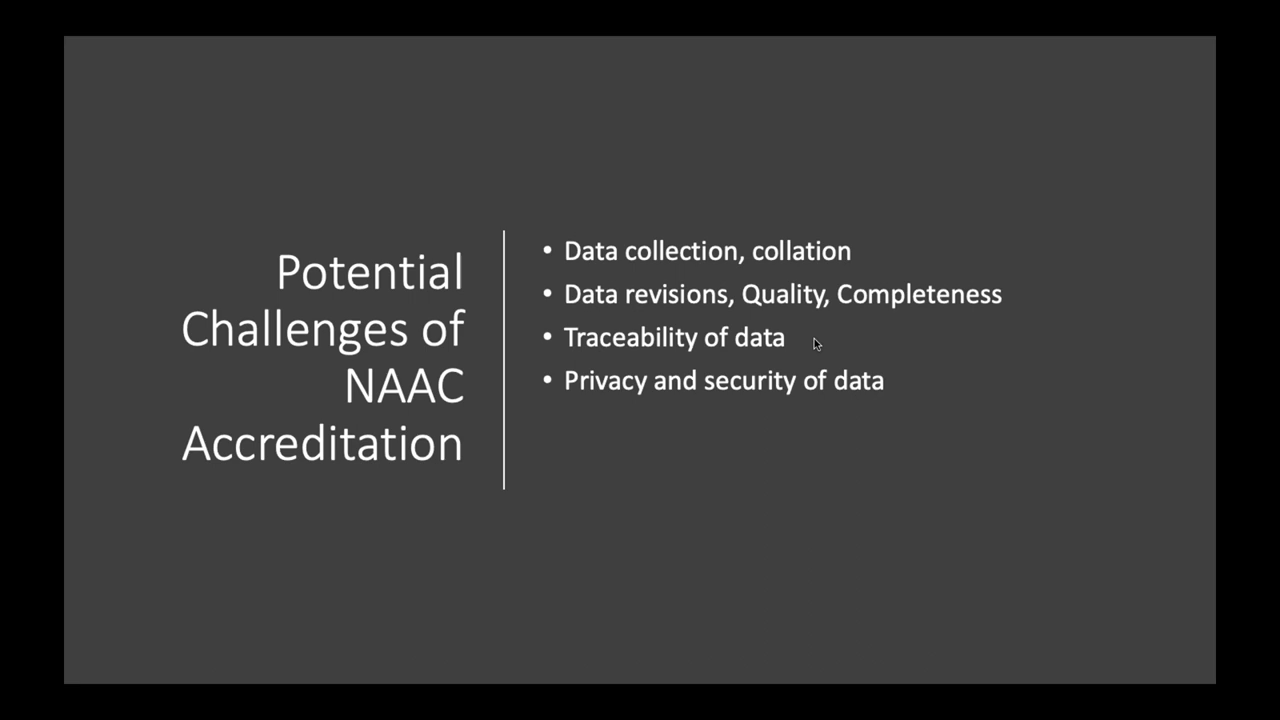 Potential
Challenges of
NAAC
Accreditation
• Data collection, collation
• Data revisions, Quality, Completeness
• Traceability of data
• Privacy and security of data